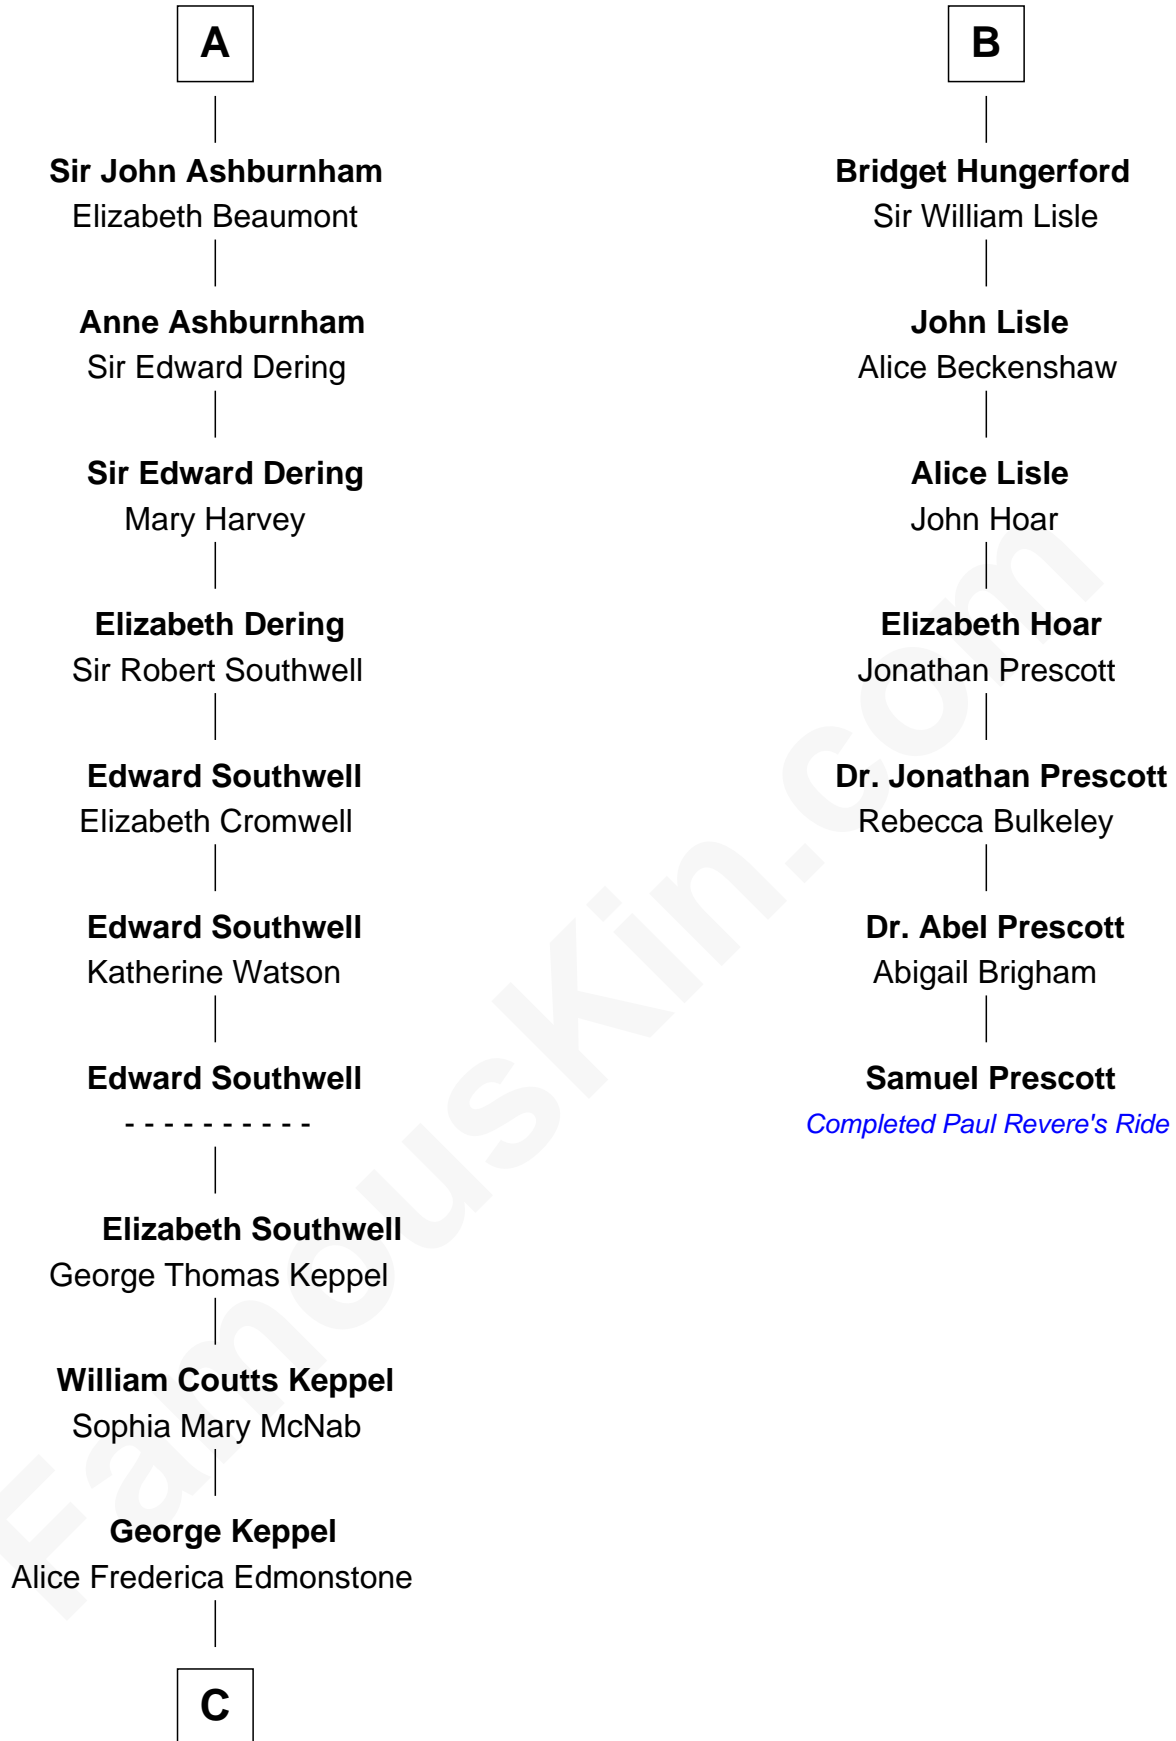 A
Sir John Ashburnham
Elizabeth Beaumont
Anne Ashburnham
Sir Edward Dering
Sir Edward Dering
Mary Harvey
Elizabeth Dering
Sir Robert Southwell
Edward Southwell
Elizabeth Cromwell
Edward Southwell
Katherine Watson
Edward Southwell
- - - - - - - - - -
Elizabeth Southwell
George Thomas Keppel
William Coutts Keppel
Sophia Mary McNab
George Keppel
Alice Frederica Edmonstone
C
B
Bridget Hungerford
Sir William Lisle
John Lisle
Alice Beckenshaw
Alice Lisle
John Hoar
Elizabeth Hoar
Jonathan Prescott
Dr. Jonathan Prescott
Rebecca Bulkeley
Dr. Abel Prescott
Abigail Brigham
Samuel Prescott
Completed Paul Revere's Ride
FamousKin.com